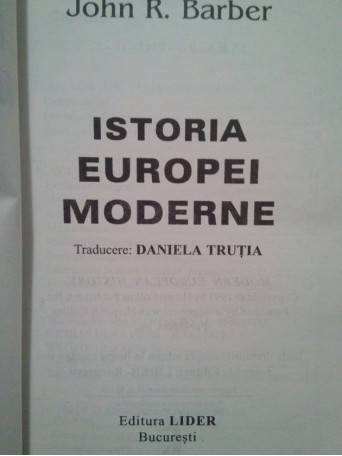 John R. Barber
ISTORIA
EUROPEI
MODERNE
Traducere: DANIELA TRUȚIA
Editura LIDER
București